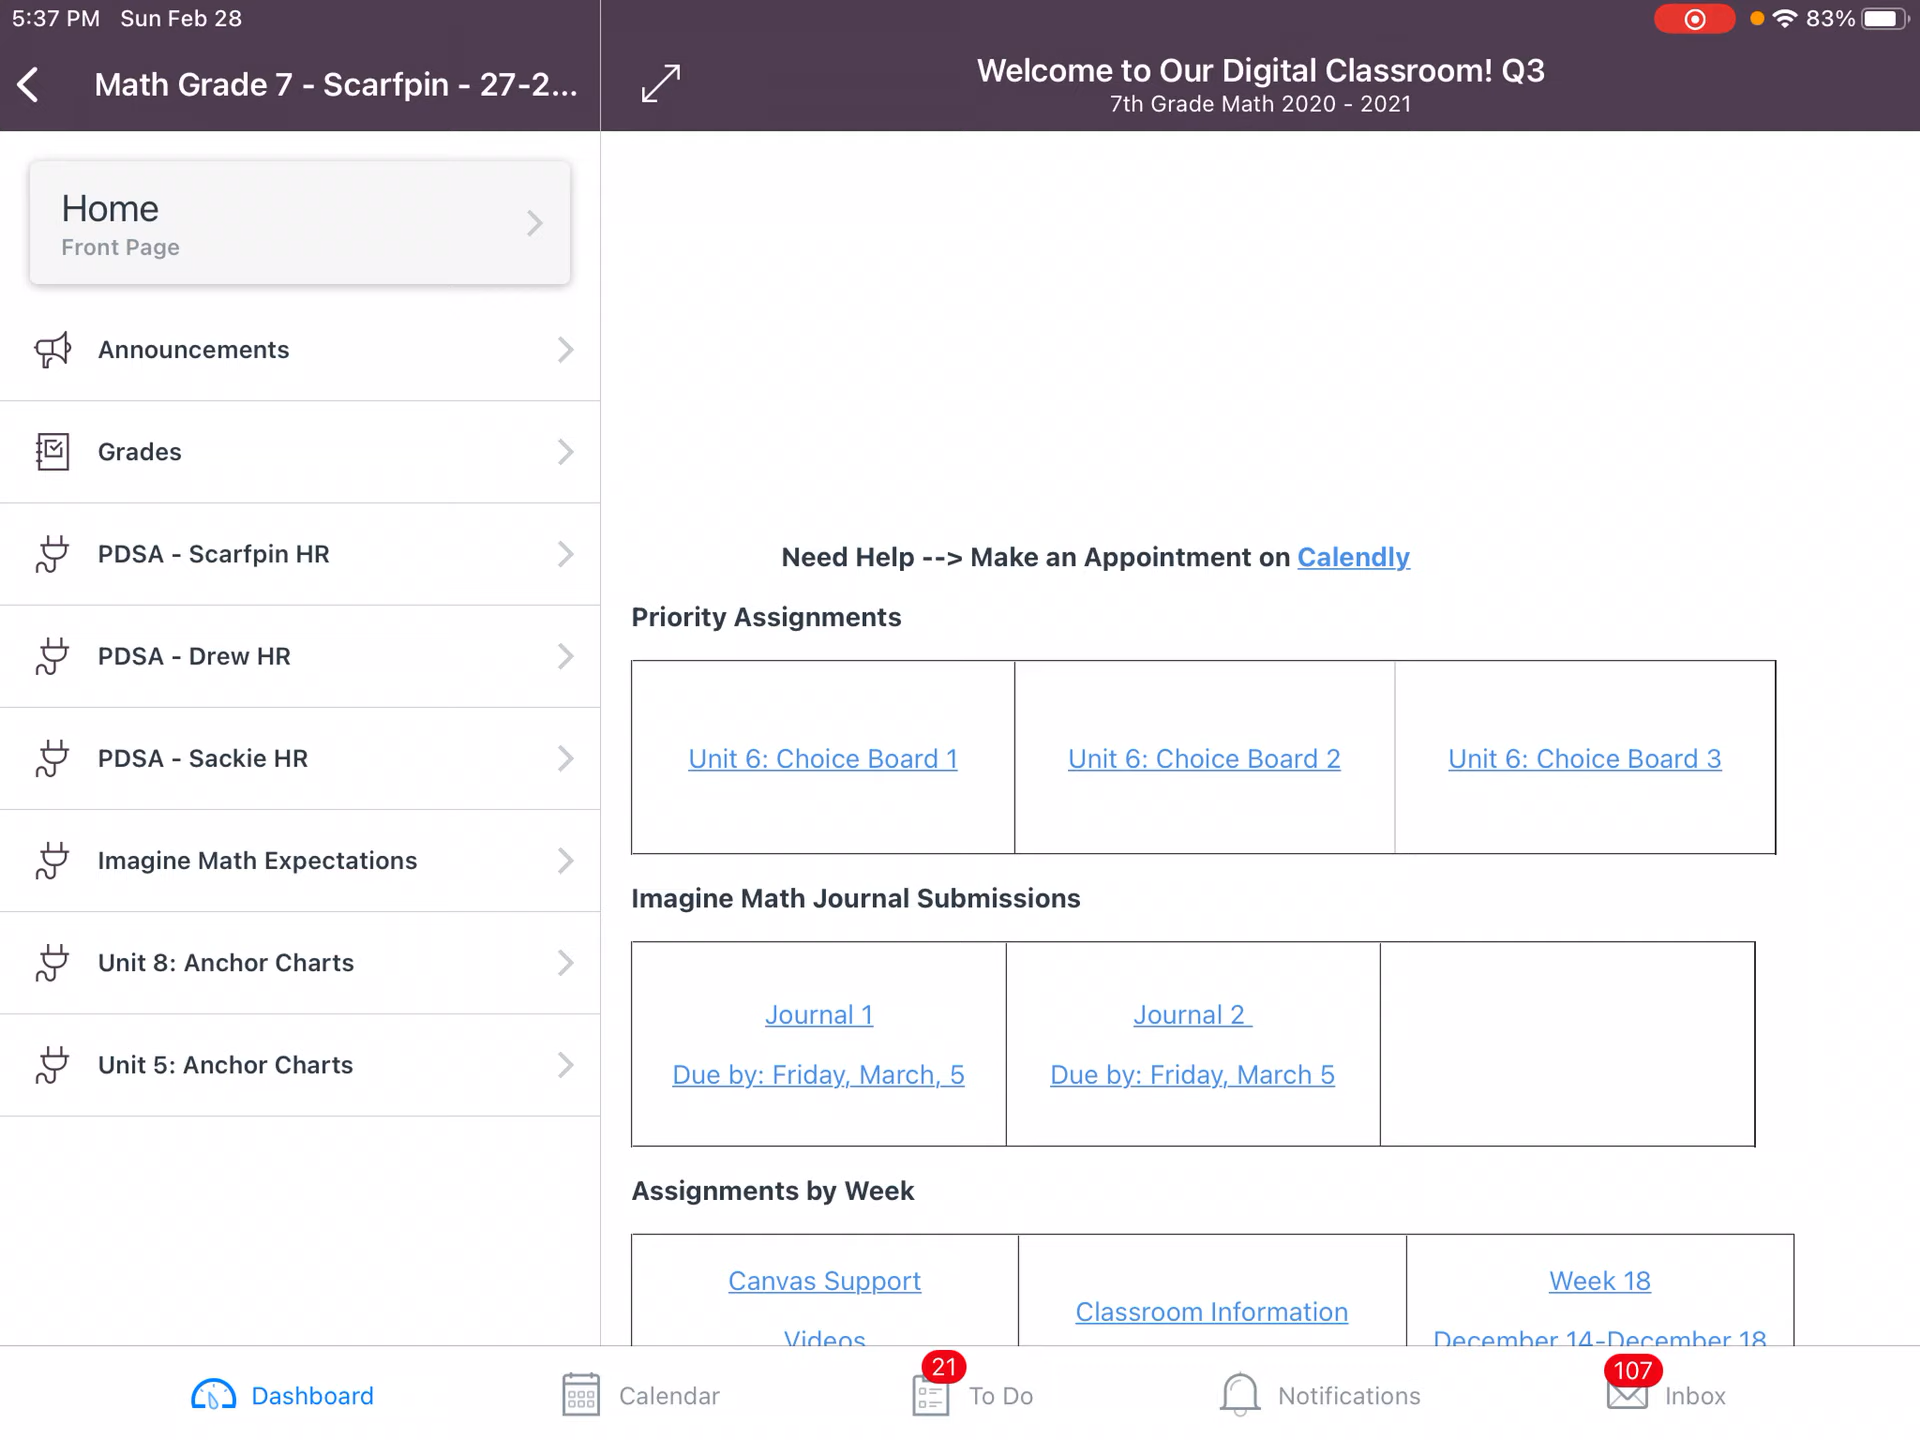 5:37 PM Sun Feb 28
83%
Math Grade 7 - Scarfpin - 27-2...
Welcome to Our Digital Classroom! Q3
7th Grade Math 2020 - 2021
Home
Front Page
Announcements
Grades
PDSA - Scarfpin HR
PDSA - Drew HR
PDSA - Sackie HR
Imagine Math Expectations
Unit 8: Anchor Charts
Unit 5: Anchor Charts
Need Help --> Make an Appointment on Calendly
Priority Assignments
Unit 6: Choice Board 1
Unit 6: Choice Board 2
Unit 6: Choice Board 3
Imagine Math Journal Submissions
Journal 1
Due by: Friday, March, 5
Journal 2
Due by: Friday, March 5
Assignments by Week
Canvas Support
Videos
Classroom Information
Week 18
December 14-December 18
Dashboard
Calendar
21
To Do
Notifications
107
Inbox